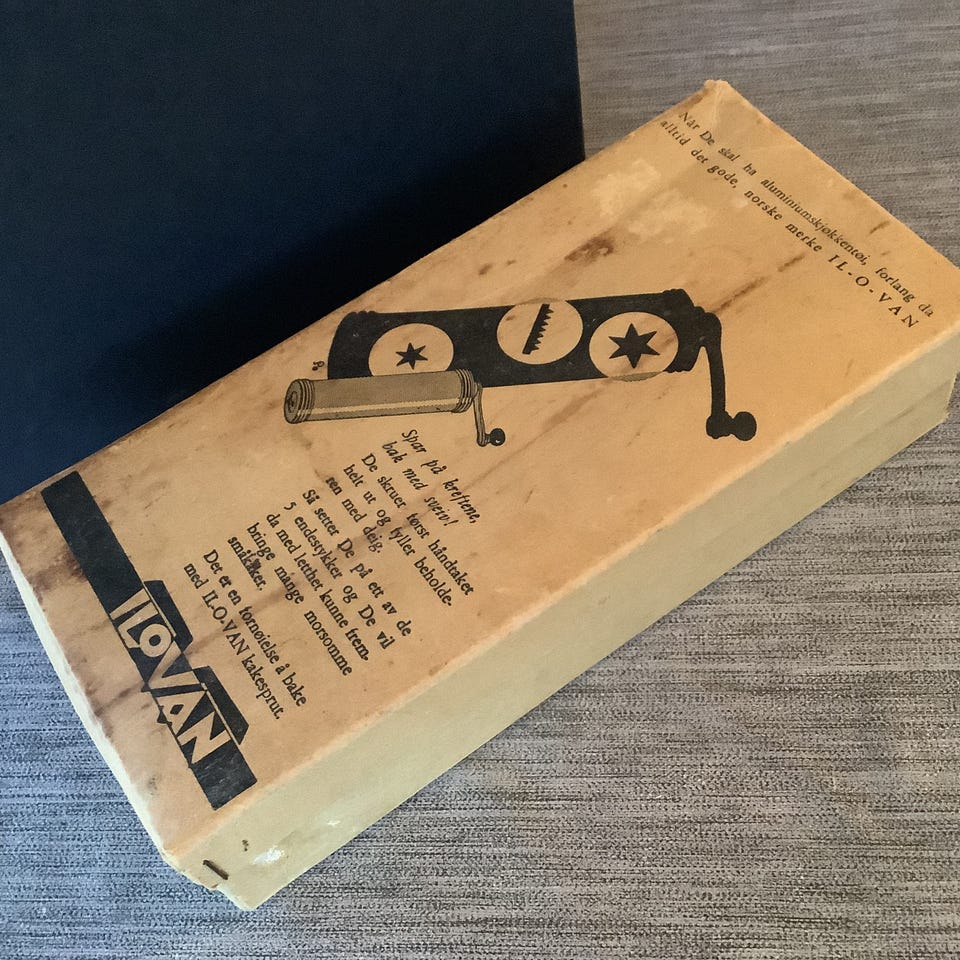 Når De skal ha aluminiumskjøkkentøi, forlang da
alltid det gode, norske merke IL-O-VAN
Spar på kreftene,
bak med sveiv!
De skruer først håndtaket
helt ut og fyller beholde-
ren med deig.
Så setter De på ett av de
5 endestykker og De vil
da med letthet kunne frem-
bringe mange morsomme
småkaker.
Det er en fornøielse å bake
med IL-O-VAN kakesprut.
ILOVAN